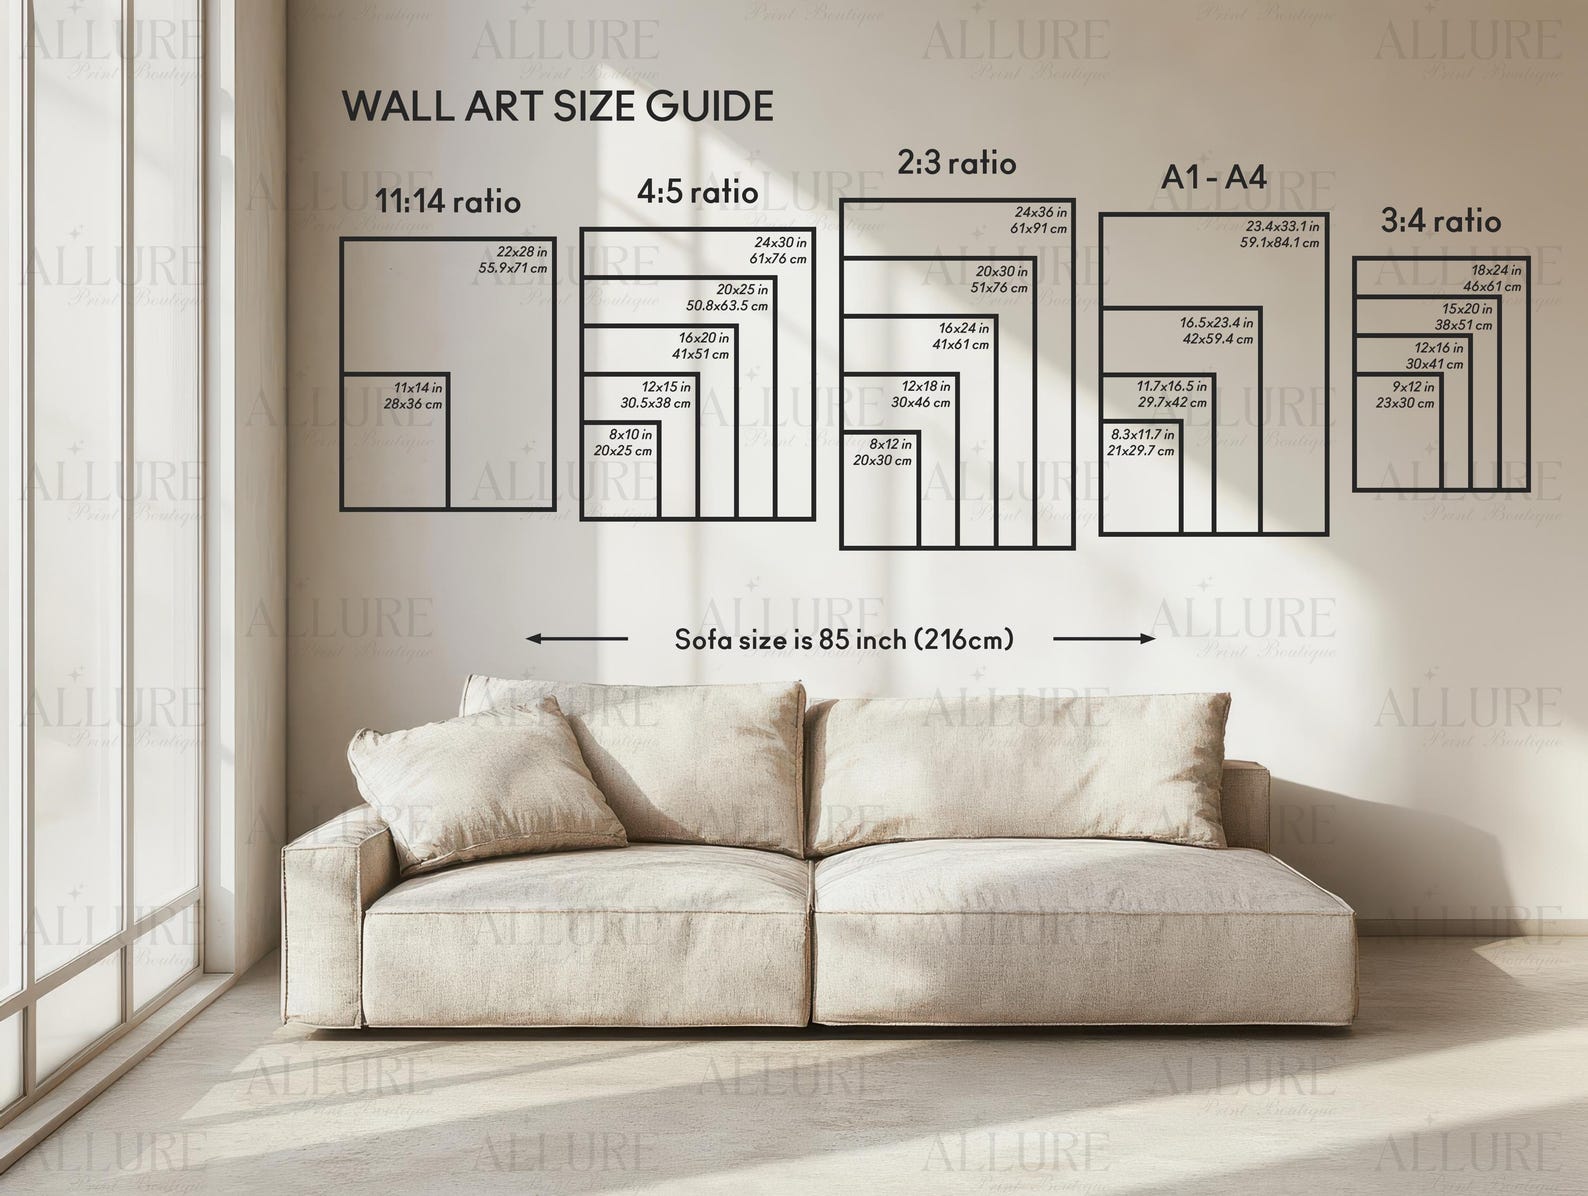 WALL ART SIZE GUIDE
11:14 ratio
22x28 in
55.9x71 cm
11x14 in
28x36 cm
4:5 ratio
24x30 in
61x76 cm
20x25 in
50.8x63.5 cm
16x20 in
41x51 cm
12x15 in
30.5x38 cm
8x10 in
20x25 cm
2:3 ratio
24x36 in
61x91 cm
20x30 in
51x76 cm
16x24 in
41x61 cm
12x18 in
30x46 cm
8x12 in
20x30 cm
A1-A4
23.4x33.1 in
59.1x84.1 cm
16.5x23.4 in
42x59.4 cm
11.7x16.5 in
29.7x42 cm
8.3x11.7 in
21x29.7 cm
3:4 ratio
18x24 in
46x61 cm
15x20 in
38x51 cm
12x16 in
30x41 cm
9x12 in
23x30 cm
Sofa size is 85 inch (216cm)
ALLURE
Print Boutique